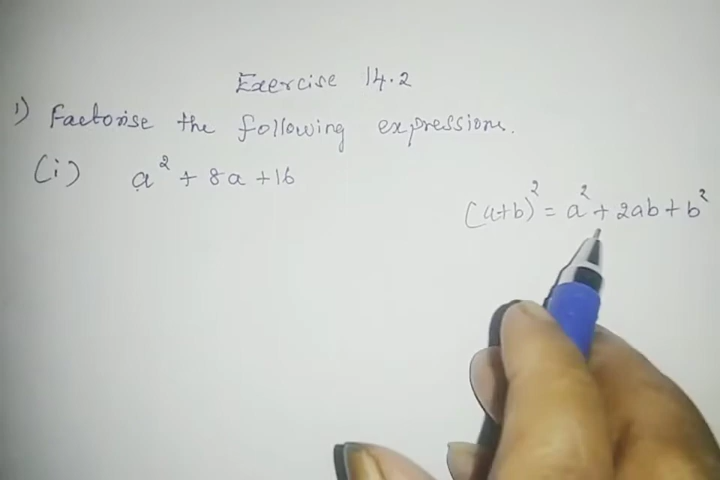 Exercise 14.2
1) Factorise the following expressions.
(i) a² + 8a + 16
(a+b)² = a² + 2ab + b²